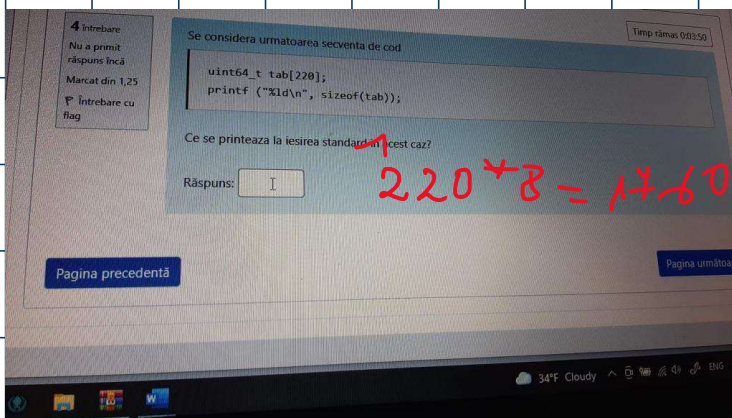 4 întrebare
Nu a primit
răspuns încă
Marcat din 1,25
Întrebare cu
flag
Timp rămas 0:03:50
Se considera urmatoarea secventa de cod
uint64_t tab[220];
printf ("%ld\n", sizeof(tab));
Ce se printeaza la iesirea standard in acest caz?
Răspuns:
220*8=1760
Pagina precedentă
Pagina următoa
34°F Cloudy
ENG